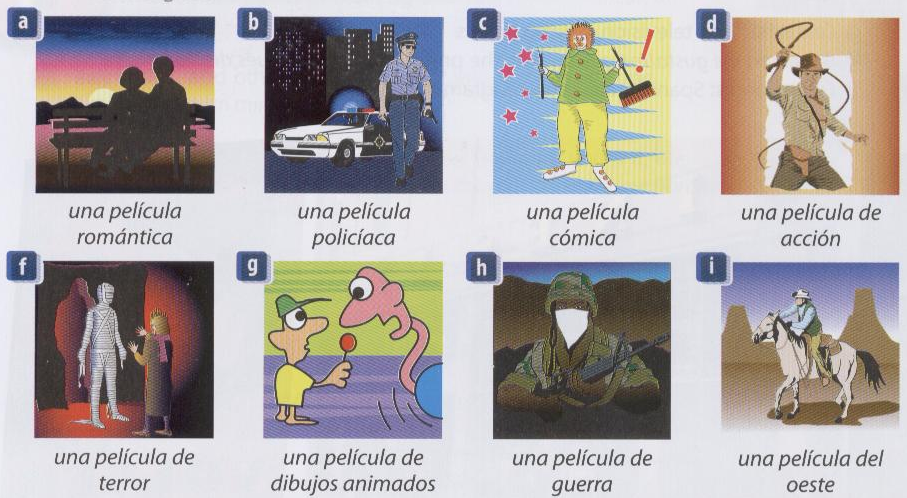 a
b
c
d
una película
romántica
una película
policíaca
una película
cómica
una película de
acción
f
g
h
i
una película de
terror
una película de
dibujos animados
una película de
guerra
una película del
oeste